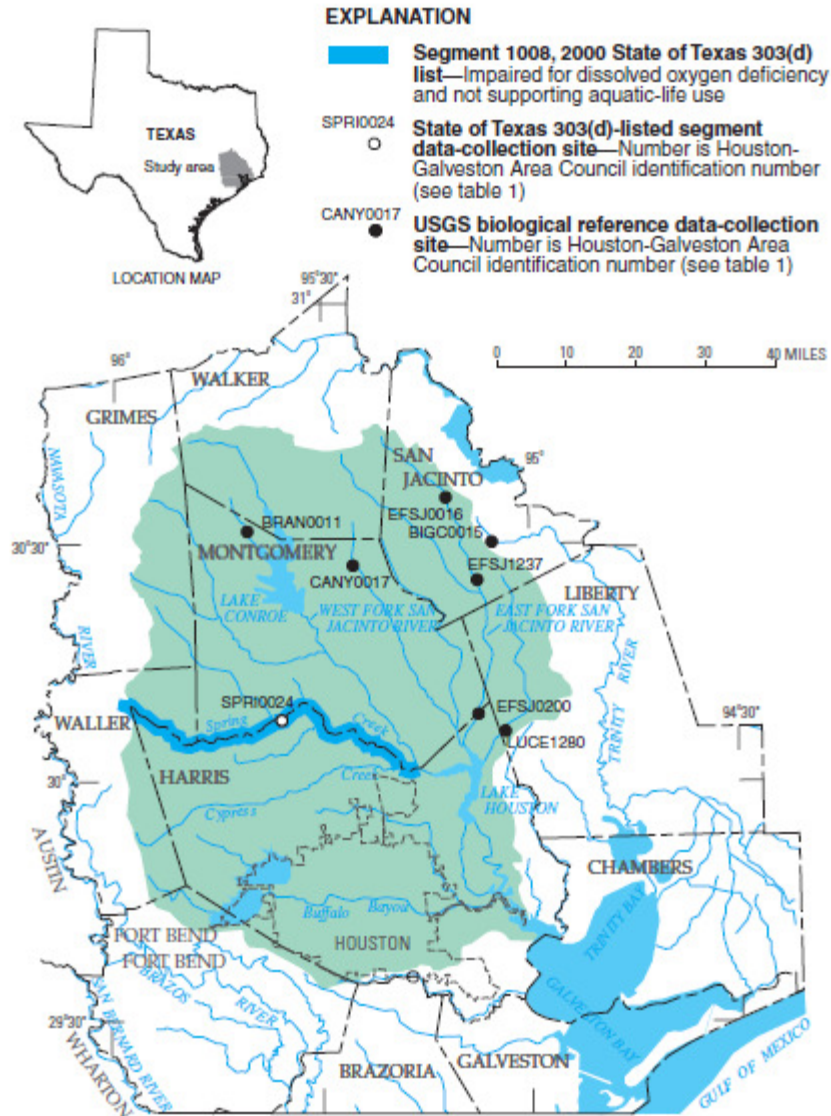 EXPLANATION
Segment 1008, 2000 State of Texas 303(d)
list—Impaired for dissolved oxygen deficiency
and not supporting aquatic-life use
SPRI0024
State of Texas 303(d)-listed segment
data-collection site—Number is Houston-
Galveston Area Council identification number
(see table 1)
CANY0017
USGS biological reference data-collection
site—Number is Houston-Galveston Area
Council identification number (see table 1)
TEXAS
Study area
LOCATION MAP
95°30'
31°
96°
0 10 20 30 40 MILES
WALKER
GRIMES
NAVASOTA
RIVER
SAN
JACINTO
95°
EFSJ0016
BIGC0015
BRAN0011
30°30'
MONTGOMERY
CANY0017
EFSJ1237
LIBERTY
LAKE
CONROE
WEST FORK SAN
JACINTO RIVER
EAST FORK SAN
JACINTO RIVER
TRINITY
RIVER
SPRI0024
EFSJ0200
94°30'
WALLER
Spring
Creek
LUCE1280
HARRIS
30°
Cypress
Creek
LAKE
HOUSTON
AUSTIN
CHAMBERS
Buffalo
Bayou
HOUSTON
TRINITY BAY
FORT BEND
FORT BEND
BRAZOS
RIVER
SAN BERNARD RIVER
GALVESTON BAY
29°30'
WHARTON
BRAZORIA
GALVESTON
GULF OF MEXICO